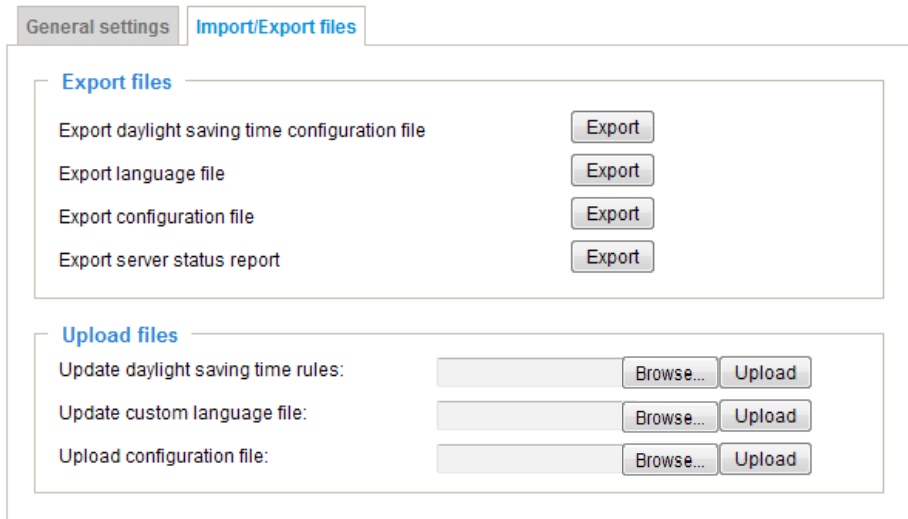 General settings Import/Export files
Export files
Export daylight saving time configuration file Export
Export language file Export
Export configuration file Export
Export server status report Export
Upload files
Update daylight saving time rules: Browse... Upload
Update custom language file: Browse... Upload
Upload configuration file: Browse... Upload